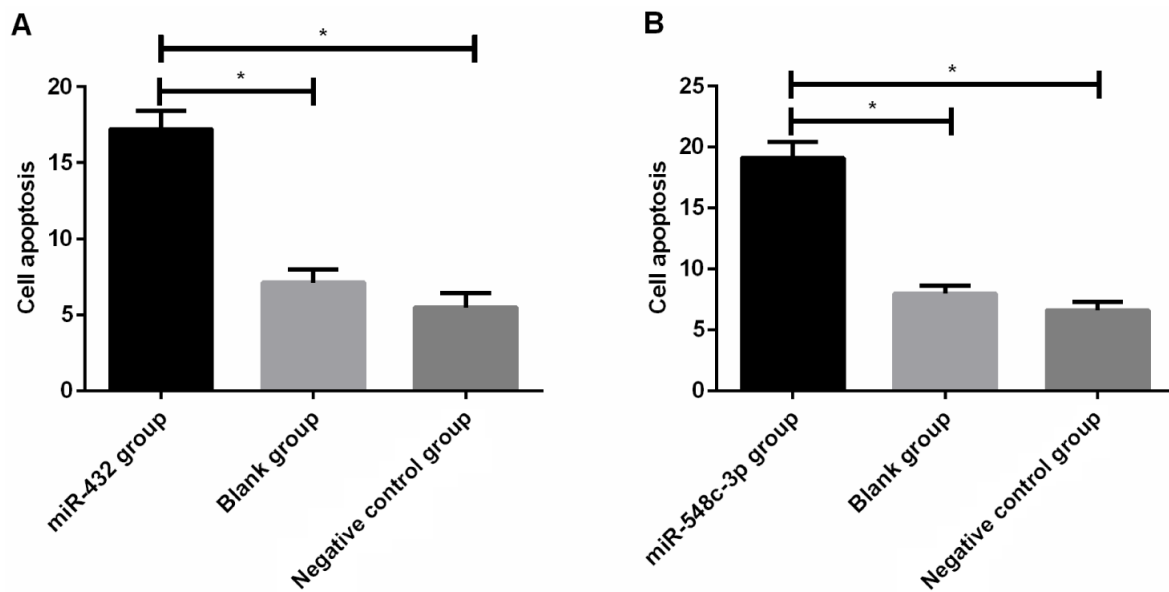 A
*
*
20
15
10
5
0
Cell apoptosis
miR-432 group
Blank group
Negative control group
B
*
*
25
20
15
10
5
0
Cell apoptosis
miR-548c-3p group
Blank group
Negative control group